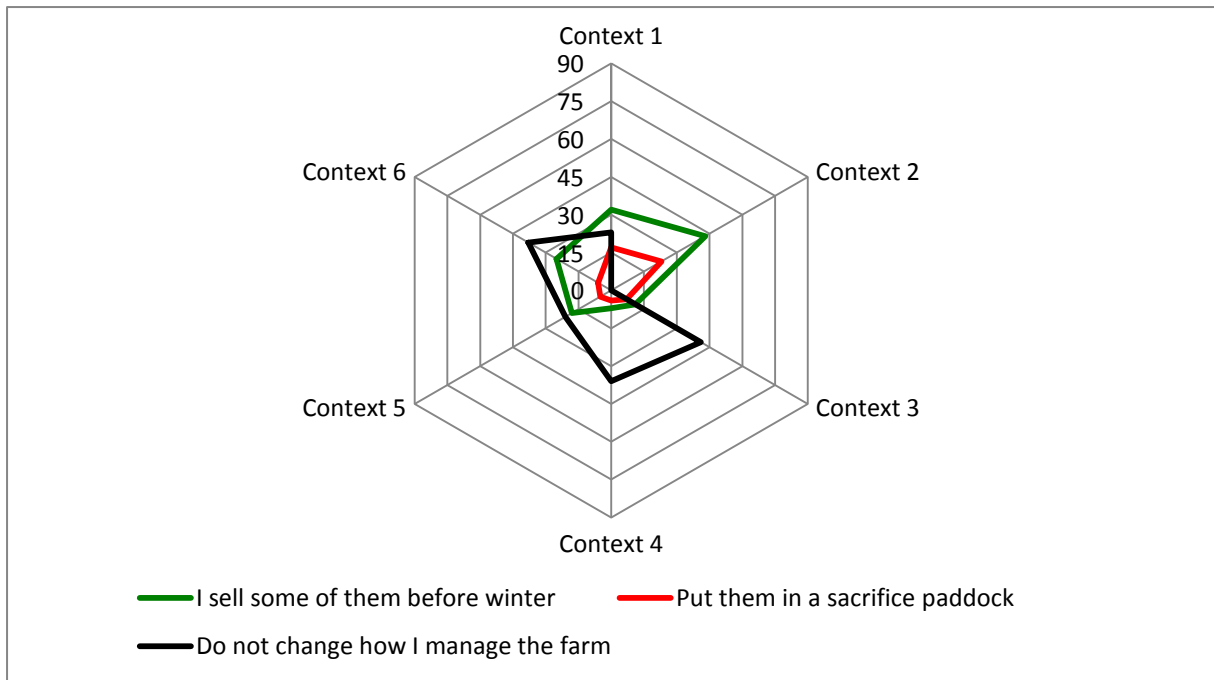 Context 1
90
75
60
45
30
15
0
Context 6
Context 2
Context 5
Context 3
Context 4
I sell some of them before winter
Put them in a sacrifice paddock
Do not change how I manage the farm